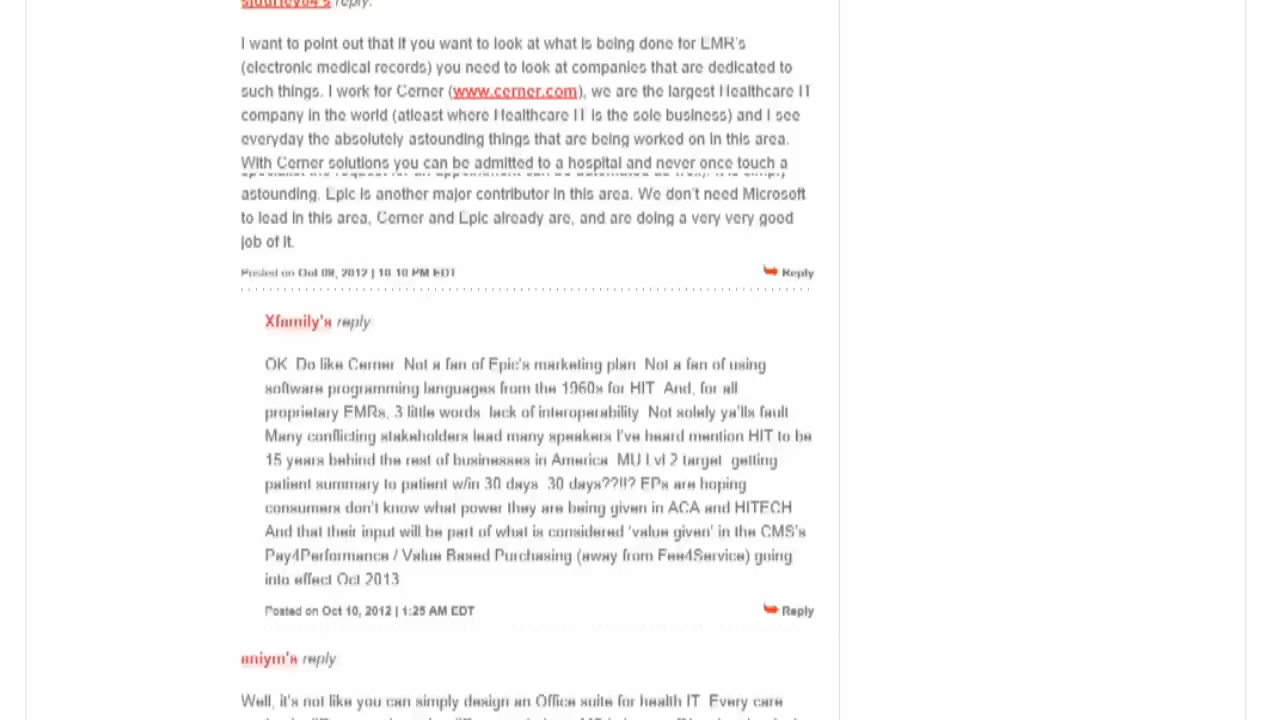 reply:
I want to point out that if you want to look at what is being done for EMR's
(electronic medical records) you need to look at companies that are dedicated to
such things. I work for Cerner (www.cerner.com), we are the largest Healthcare IT
company in the world (atleast where Healthcare IT is the sole business) and I see
everyday the absolutely astounding things that are being worked on in this area.
With Cerner solutions you can be admitted to a hospital and never once touch a
astounding. Epic is another major contributor in this area. We don't need Microsoft
to lead in this area, Cerner and Epic already are, and are doing a very very good
job of it.
Posted on Oct 09, 2012 | 10:10 PM EDT
Reply
Xfamily's reply
OK. Do like Cerner. Not a fan of Epic's marketing plan. Not a fan of using
software programming languages from the 1960s for HIT. And, for all
proprietary EMRs, 3 little words: lack of interoperability. Not solely ya'lls fault.
Many conflicting stakeholders lead many speakers I've heard mention HIT to be
15 years behind the rest of businesses in America. MU Lvl 2 target: getting
patient summary to patient w/in 30 days. 30 days??!!? EPs are hoping
consumers don't know what power they are being given in ACA and HITECH.
And that their input will be part of what is considered 'value given' in the CMS's
Pay4Performance / Value Based Purchasing (away from Fee4Service) going
into effect Oct 2013.
Posted on Oct 10, 2012 | 1:25 AM EDT
Reply
aniym's reply
Well, it's not like you can simply design an Office suite for health IT. Every care